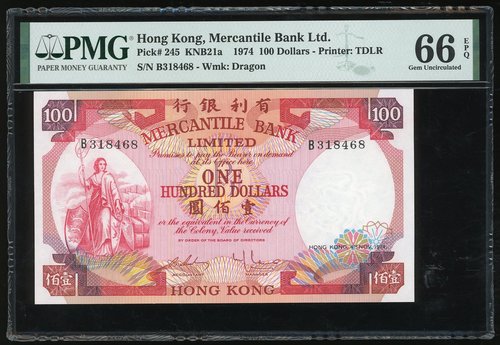 PMG
PAPER MONEY GUARANTY
Hong Kong, Mercantile Bank Ltd.
Pick# 245 KNB21a 1974 100 Dollars - Printer: TDLR
S/N B318468 - Wmk: Dragon
66 EPQ
Gem Uncirculated
行銀利有
100
100
MERCANTILE BANK
LIMITED
B318468
B318468
Promises to pay the Bearer on demand
at its Office here
ONE
HUNDRED DOLLARS
圓佰壹
or the equivalent in the Currency of
the Colony, Value received
BY ORDER OF THE BOARD OF DIRECTORS
HONG KONG 4TH NOV. 1974
佰壹
HONG KONG
佰壹